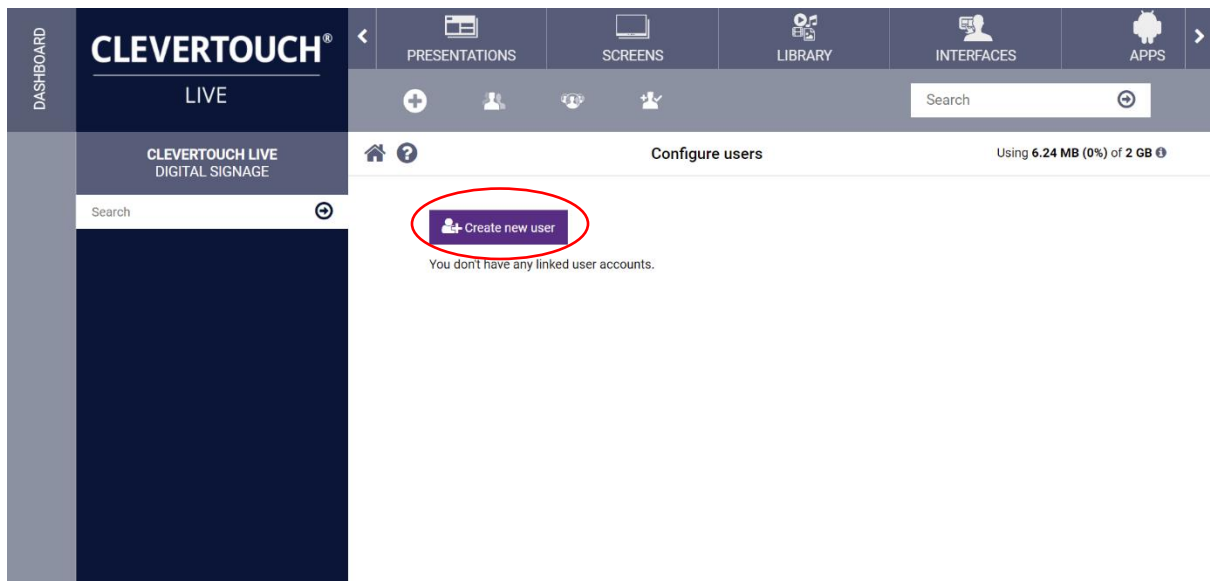 DASHBOARD
CLEVERTOUCH®
LIVE
PRESENTATIONS
SCREENS
LIBRARY
INTERFACES
APPS
Search
CLEVERTOUCH LIVE
DIGITAL SIGNAGE
Search
Configure users
Using 6.24 MB (0%) of 2 GB
Create new user
You don't have any linked user accounts.